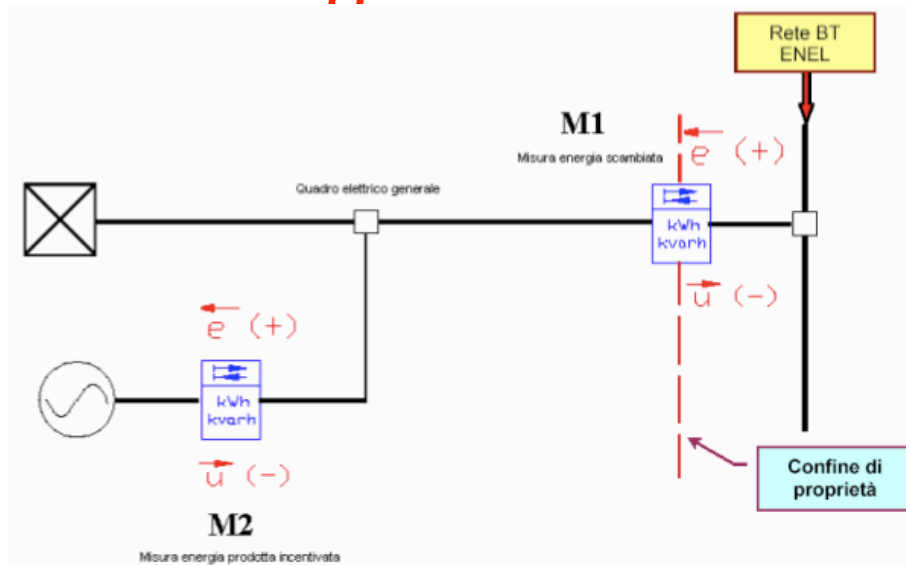 Rete BT
ENEL
M1
Misura energia scambiata
e (+)
Quadro elettrico generale
kWh
kvarh
u (-)
e (+)
kWh
kvarh
u (-)
Confine di
proprietà
M2
Misura energia prodotta incentivata